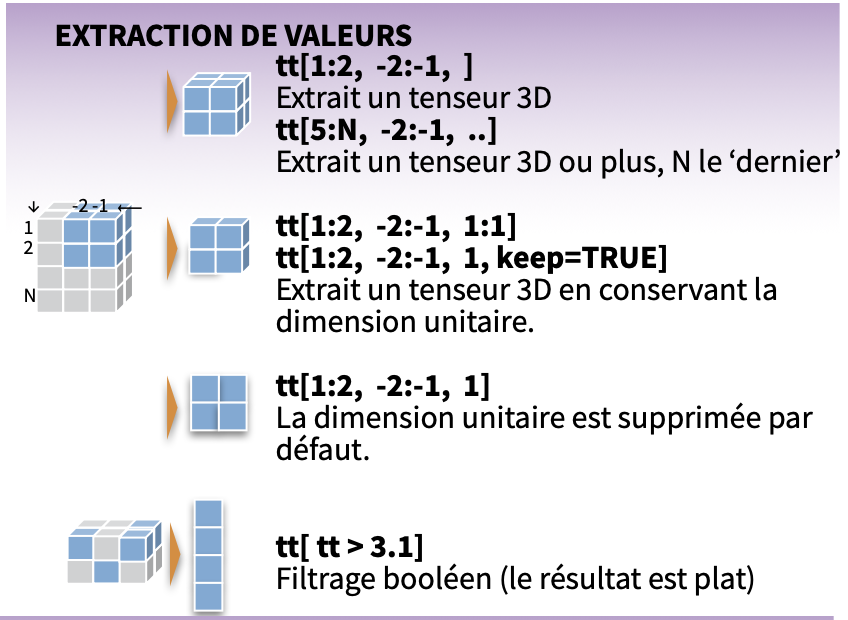 EXTRACTION DE VALEURS
tt[1:2, -2:-1, ]
Extrait un tenseur 3D
tt[5:N, -2:-1, ..]
Extrait un tenseur 3D ou plus, N le ‘dernier’
↓ -2 -1 ←
1
2
N
tt[1:2, -2:-1, 1:1]
tt[1:2, -2:-1, 1, keep=TRUE]
Extrait un tenseur 3D en conservant la
dimension unitaire.
tt[1:2, -2:-1, 1]
La dimension unitaire est supprimée par
défaut.
tt[ tt > 3.1]
Filtrage booléen (le résultat est plat)